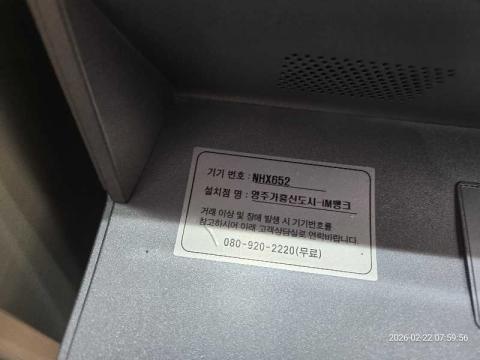 기기 번호 : NHX652
설치점 명 : 영주가흥신도시-iM뱅크
거래 이상 및 장애 발생 시 기기번호를
참고하시어 아래 고객상담실로 연락바랍니다.
080-920-2220(무료)
2026-02-22 07:59:56